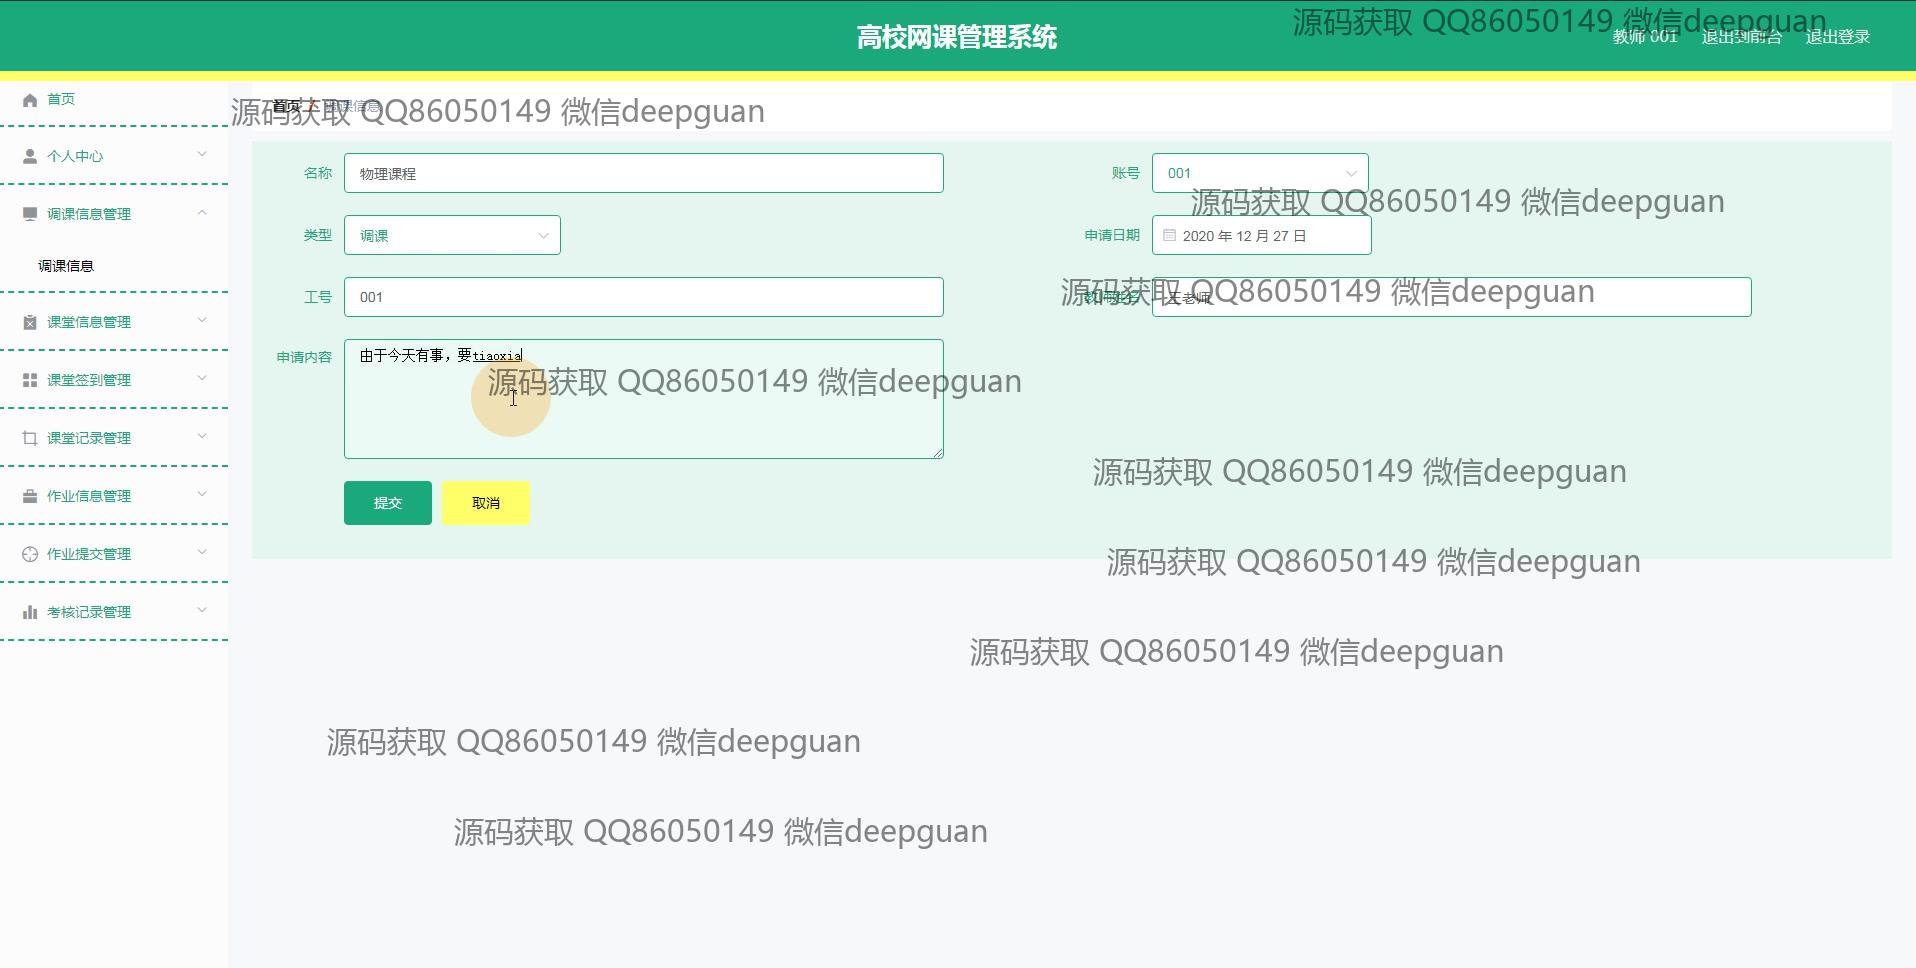 高校网课管理系统
源码获取 QQ86050149 微信deepguan
教师 001 退出到前台 退出登录
首页
首页
源码获取 QQ86050149 微信deepguan
个人中心
名称 物理课程
账号 001
源码获取 QQ86050149 微信deepguan
调课信息管理
类型 调课
申请日期 2020 年 12 月 27 日
调课信息
工号 001
教师姓名 王老师
源码获取 QQ86050149 微信deepguan
课堂信息管理
申请内容 由于今天有事，要tiaoxia
源码获取 QQ86050149 微信deepguan
课堂签到管理
课堂记录管理
源码获取 QQ86050149 微信deepguan
作业信息管理
提交 取消
作业提交管理
源码获取 QQ86050149 微信deepguan
考核记录管理
源码获取 QQ86050149 微信deepguan
源码获取 QQ86050149 微信deepguan
源码获取 QQ86050149 微信deepguan